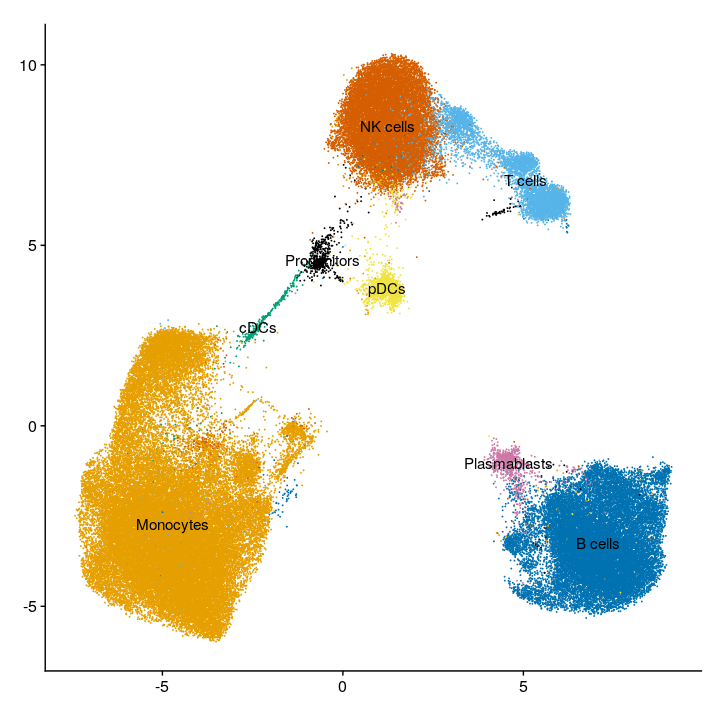 10
NK cells
T cells
5
Progenitors
pDCs
cDCs
0
Plasmablasts
Monocytes
B cells
-5
-5
0
5